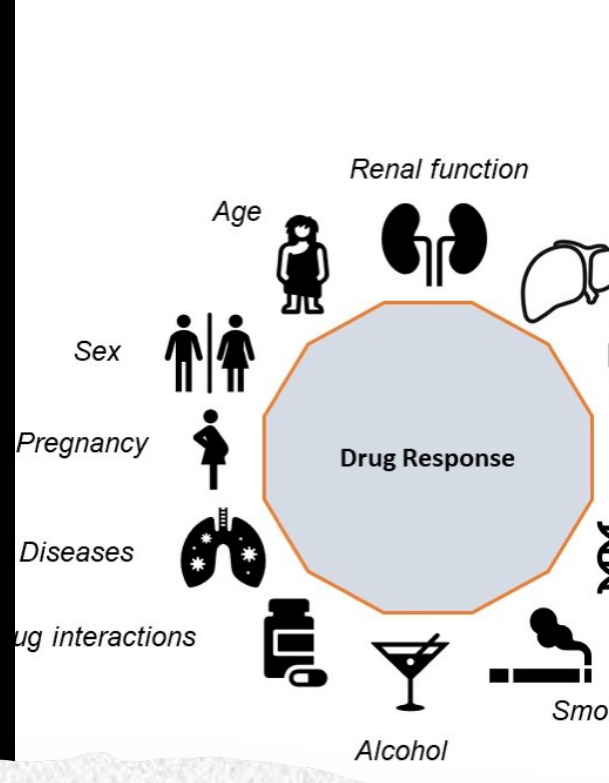 Renal function
Age
Sex
Pregnancy
Drug Response
Diseases
ug interactions
Smo
Alcohol